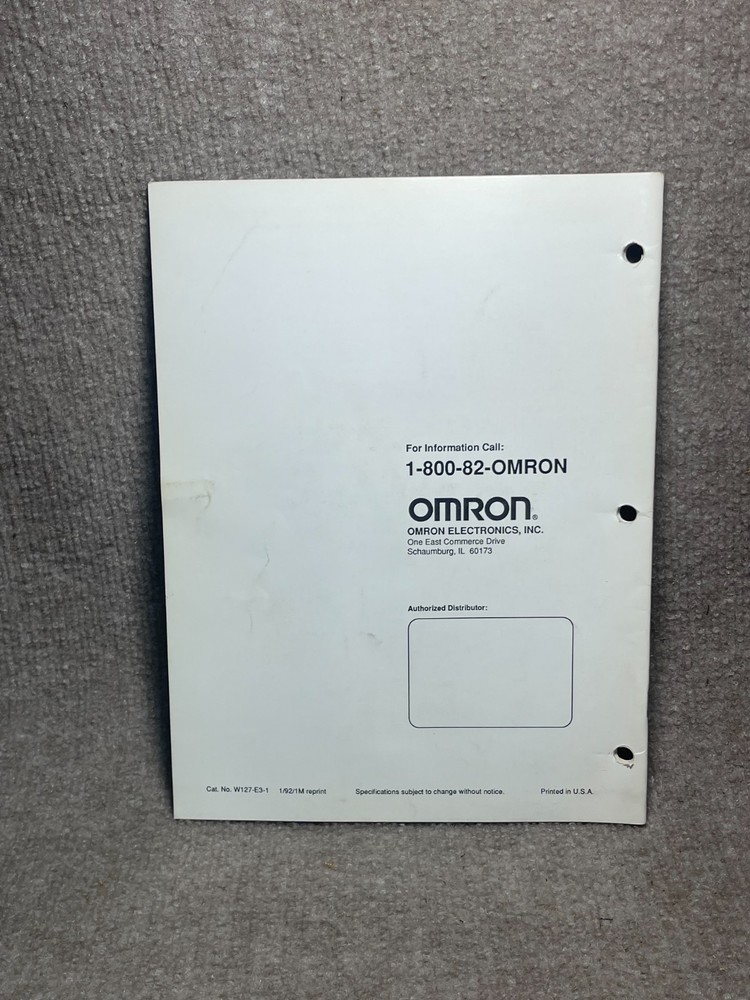 For Information Call:
1-800-82-OMRON
OMRON®
OMRON ELECTRONICS, INC.
One East Commerce Drive
Schaumburg, IL 60173
Authorized Distributor:
Cat. No. W127-E3-1 1/92/1M reprint Specifications subject to change without notice. Printed in U.S.A.